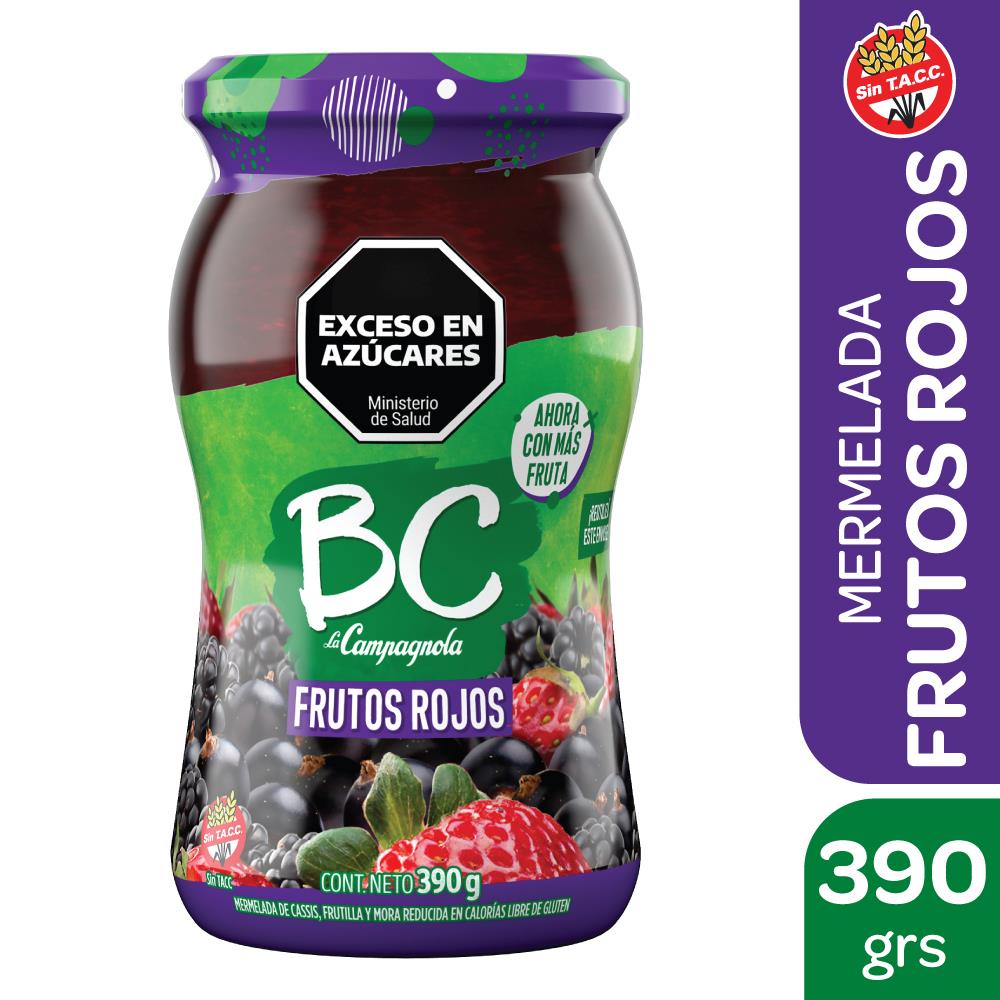 EXCESO EN
AZÚCARES
Ministerio
de Salud
AHORA
CON MÁS
FRUTA
BC
La Campagnola
FRUTOS ROJOS
Sin T.A.C.C.
Sin TACC
CONT. NETO 390 g
MERMELADA DE CASSIS, FRUTILLA Y MORA REDUCIDA EN CALORÍAS LIBRE DE GLUTEN
Sin T.A.C.C.
MERMELADA
FRUTOS ROJOS
390
grs